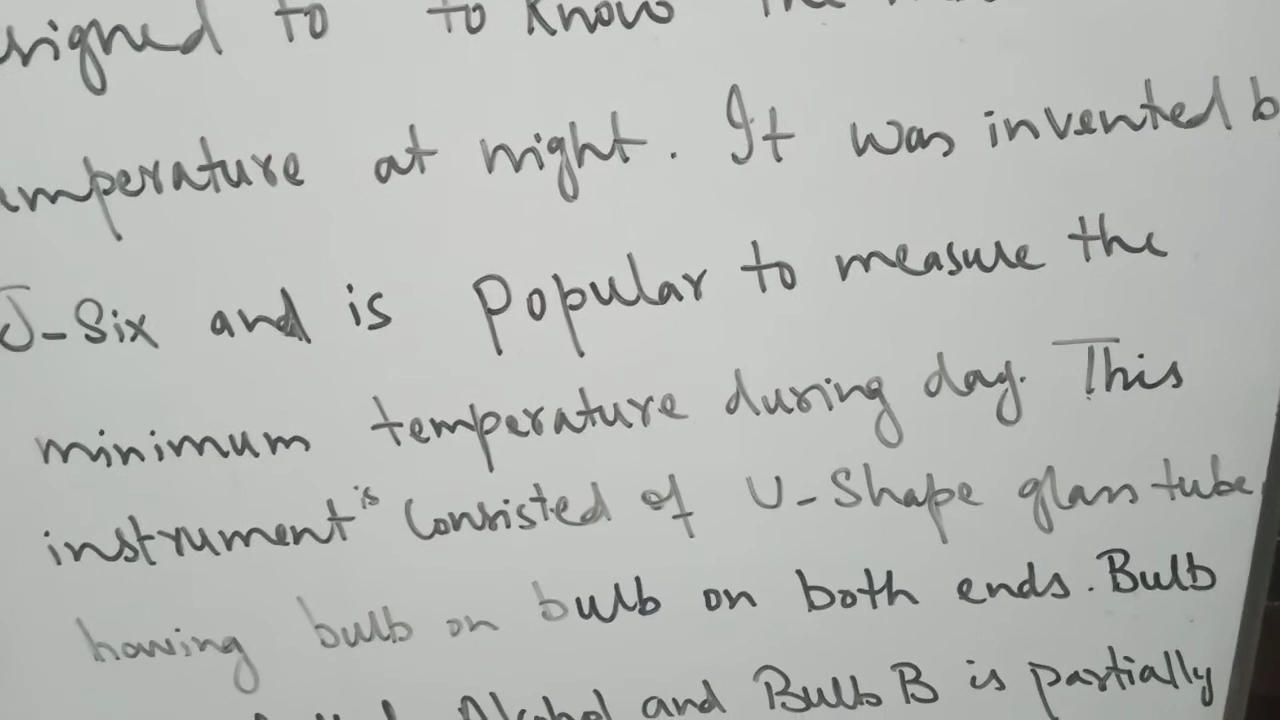 to to know
at night. It was invented
J-Six and is Popular to measure the
minimum temperature during day. This
instrument is Consisted of U-Shape glass tube,
having bulb on bulb on both ends. Bulb
Alcohol and Bulb B is partially